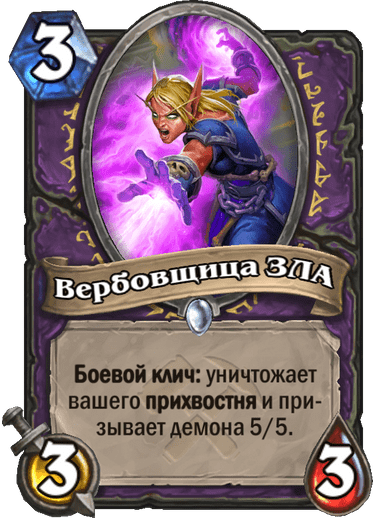 3
Вербовщица ЗЛА
Боевой клич: уничтожает
вашего прихвостня и при-
зывает демона 5/5.
3
3